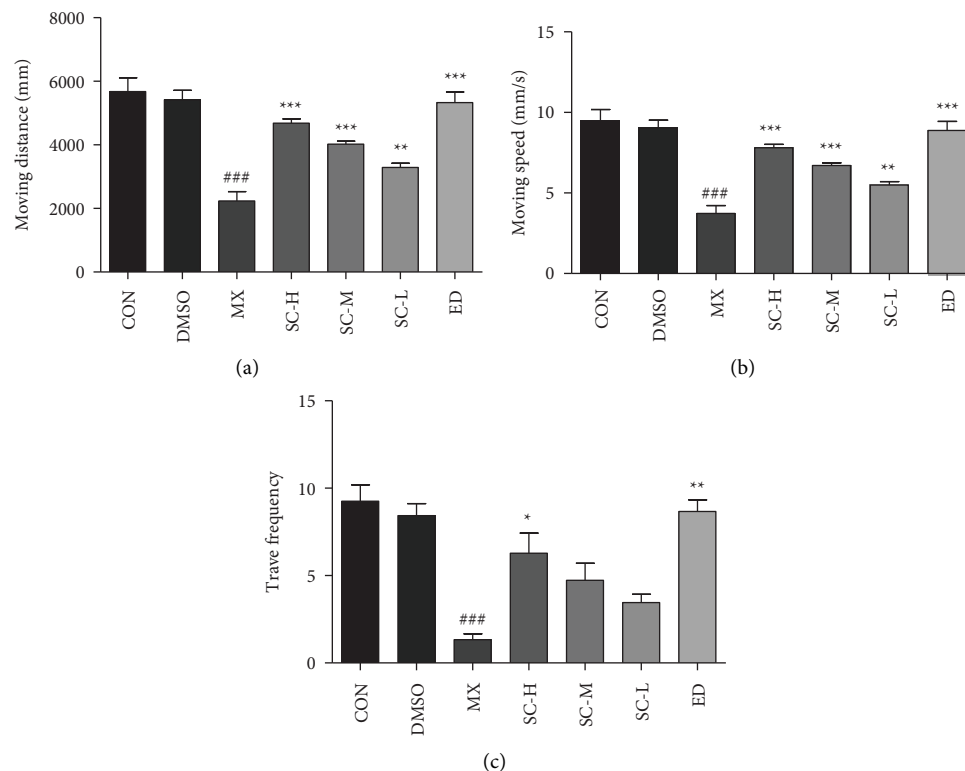 8000
6000
4000
2000
0
Moving distance (mm)
###
***
***
**
***
CON
DMSO
MX
SC-H
SC-M
SC-L
ED
(a)
15
10
5
0
Moving speed (mm/s)
###
***
***
**
***
CON
DMSO
MX
SC-H
SC-M
SC-L
ED
(b)
15
10
5
0
Trave frequency
###
*
**
CON
DMSO
MX
SC-H
SC-M
SC-L
ED
(c)